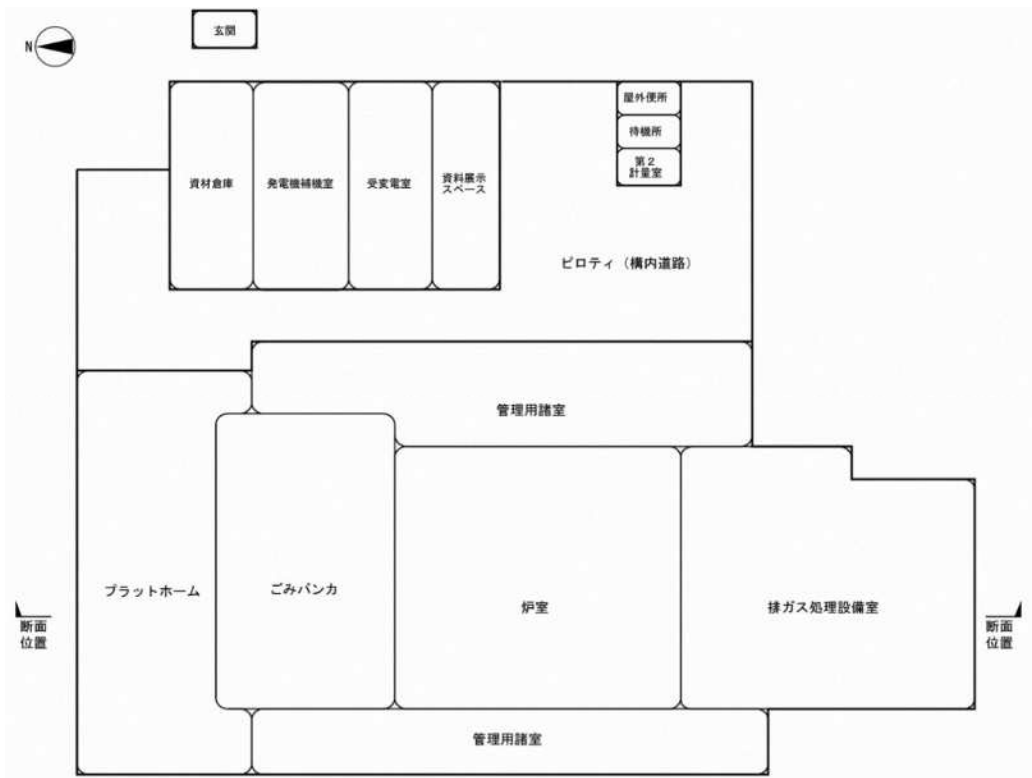 玄関
N
屋外便所
待機所
第2
計量室
資材倉庫
発電機補機室
受変電室
資料展示
スペース
ピロティ（構内道路）
管理用諸室
プラットホーム
ごみバンカ
炉室
排ガス処理設備室
断面
位置
断面
位置
管理用諸室